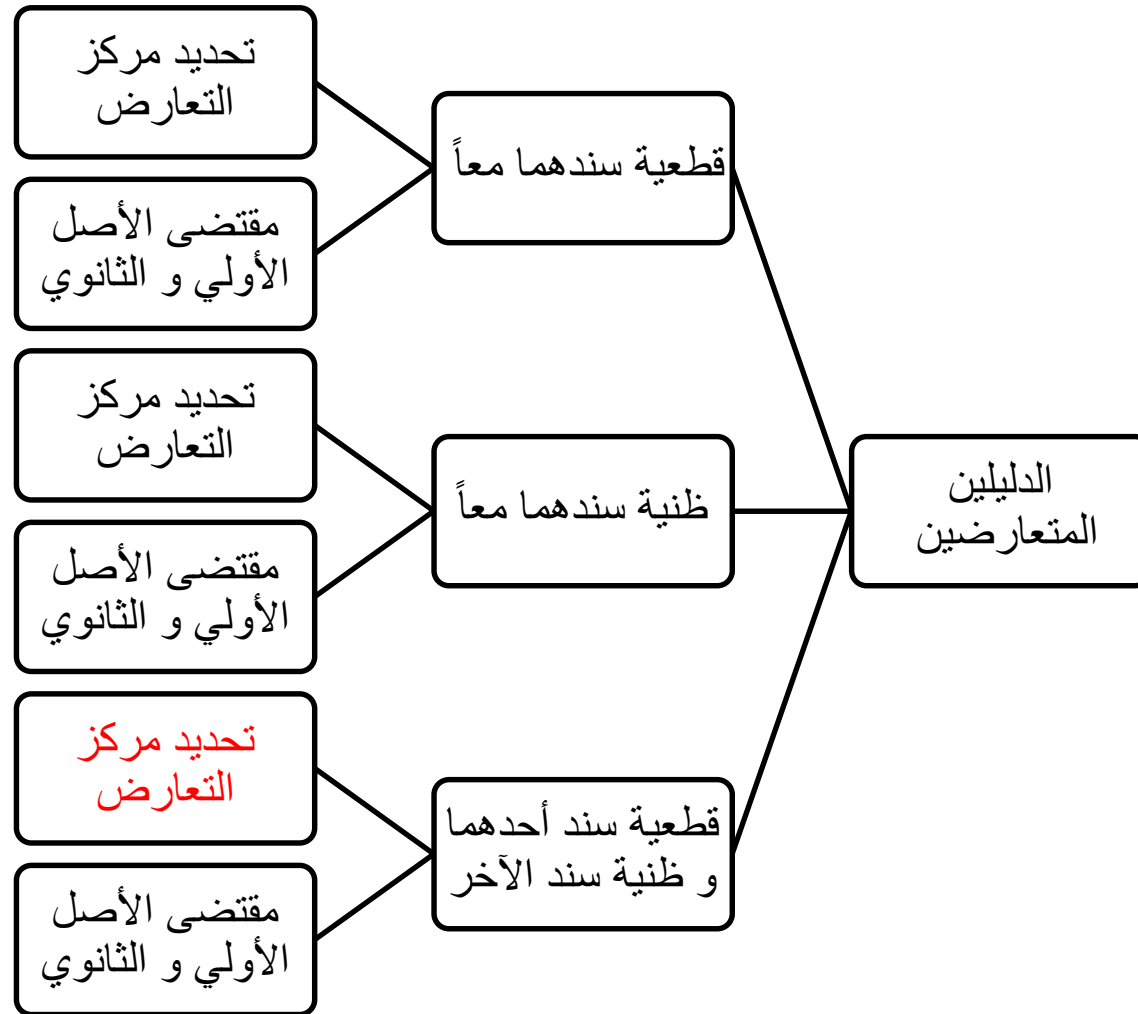 الدليلين
المتعارضين
قطعية سندهما معاً
تحديد مركز
التعارض
مقتضى الأصل
الأولي و الثانوي
ظنية سندهما معاً
تحديد مركز
التعارض
مقتضى الأصل
الأولي و الثانوي
قطعية سند أحدهما
و ظنية سند الآخر
تحديد مركز
التعارض
مقتضى الأصل
الأولي و الثانوي